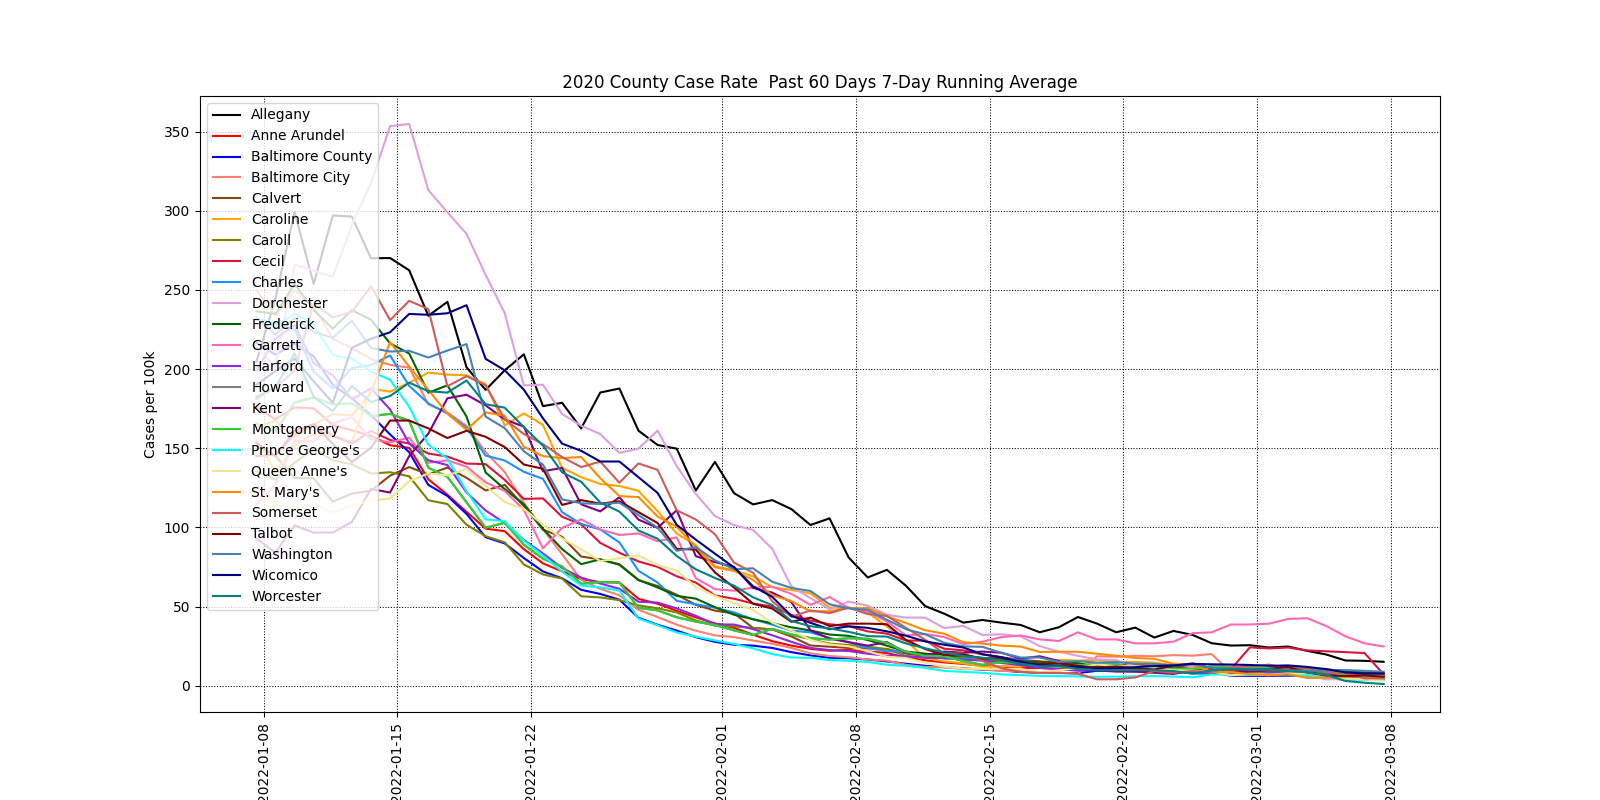 2020 County Case Rate  Past 60 Days 7-Day Running Average
Cases per 100k
350
300
250
200
150
100
50
0
Allegany
Anne Arundel
Baltimore County
Baltimore City
Calvert
Caroline
Caroll
Cecil
Charles
Dorchester
Frederick
Garrett
Harford
Howard
Kent
Montgomery
Prince George's
Queen Anne's
St. Mary's
Somerset
Talbot
Washington
Wicomico
Worcester
2022-01-08
2022-01-15
2022-01-22
2022-02-01
2022-02-08
2022-02-15
2022-02-22
2022-03-01
2022-03-08